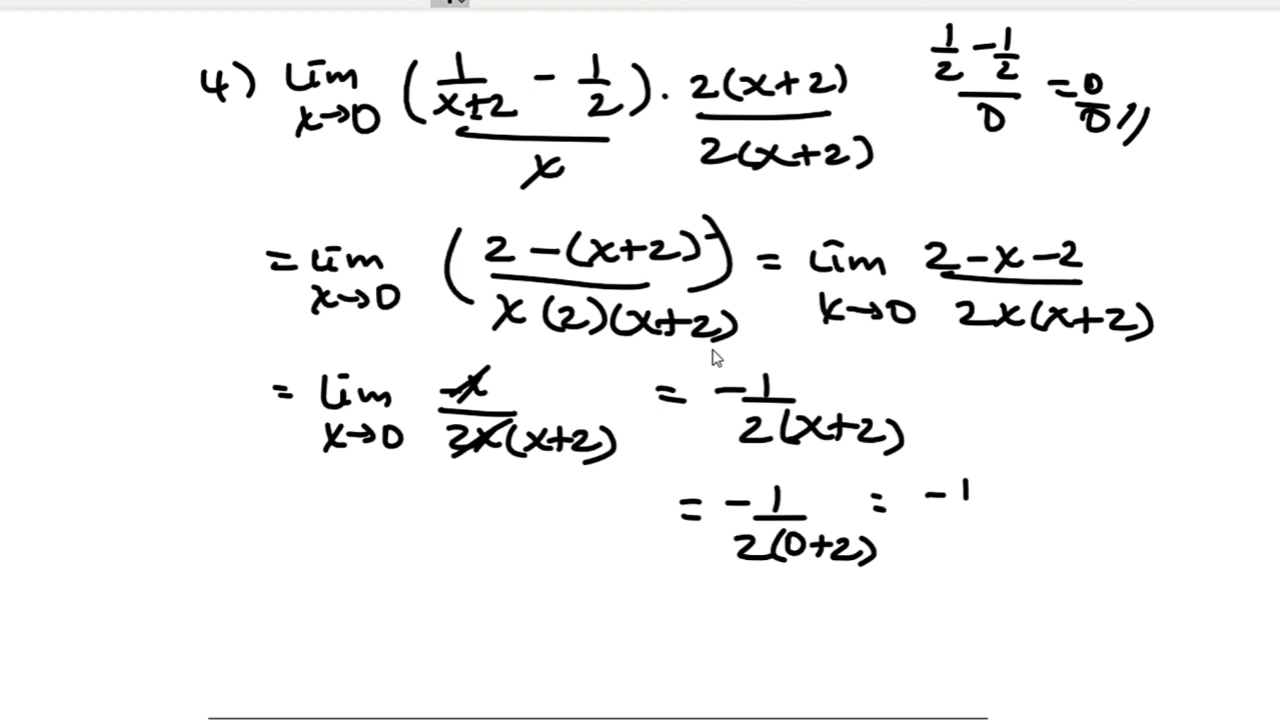 4) lim x→0 (1/(x+2) - 1/2)/x · 2(x+2)/2(x+2)    (1/2 - 1/2)/0 = 0/0 //
= lim x→0 (2-(x+2)/x(2)(x+2)) = lim x→0 2-x-2/2x(x+2)
= lim x→0 -x/2x(x+2) = -1/2(x+2)
= -1/2(0+2) = -1